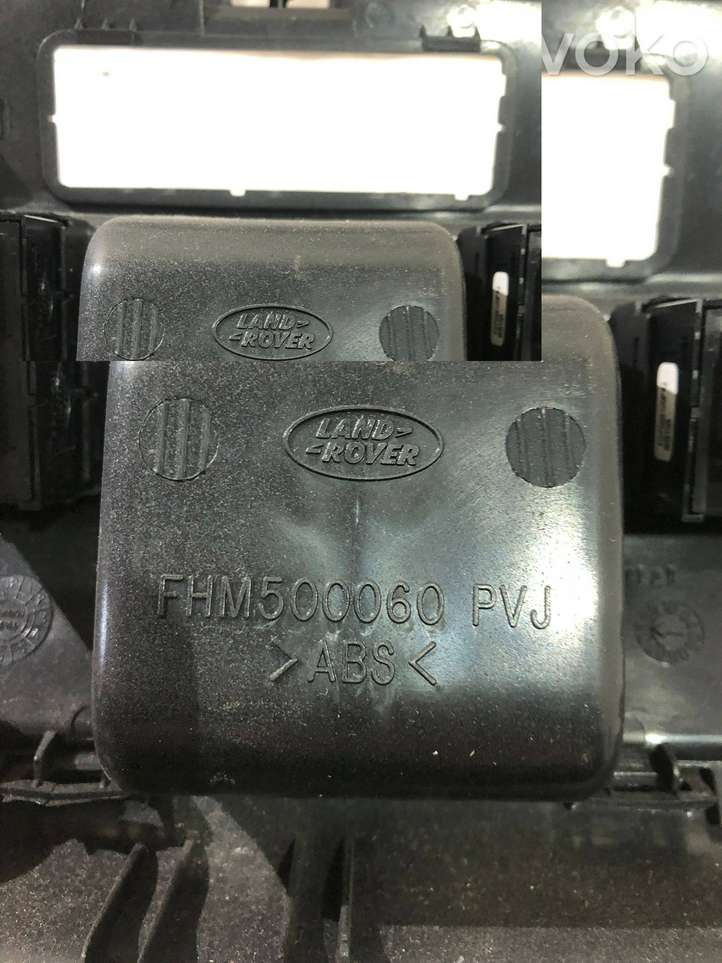 VOKO
LAND>
<ROVER
LAND>
<ROVER
FHM500060 PVJ
>ABS<